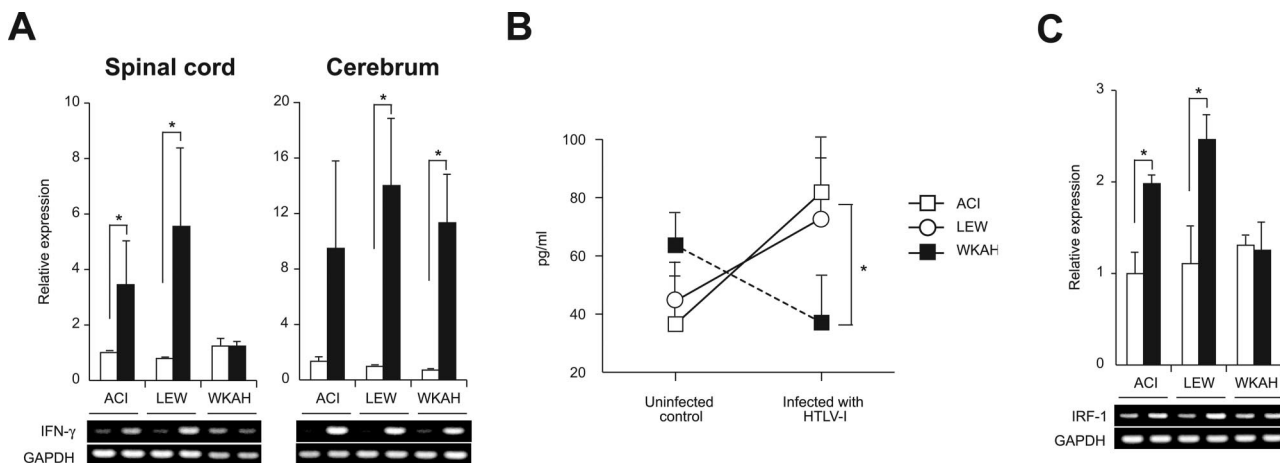 A
Spinal cord
Cerebrum
Relative expression
10
8
6
4
2
0
*
*
ACI
LEW
WKAH
20
16
12
8
4
0
*
*
ACI
LEW
WKAH
IFN-γ
GAPDH
B
pg/ml
100
80
60
40
20
*
Uninfected
control
Infected with
HTLV-I
ACI
LEW
WKAH
C
Relative expression
3
2
1
0
*
*
ACI
LEW
WKAH
IRF-1
GAPDH